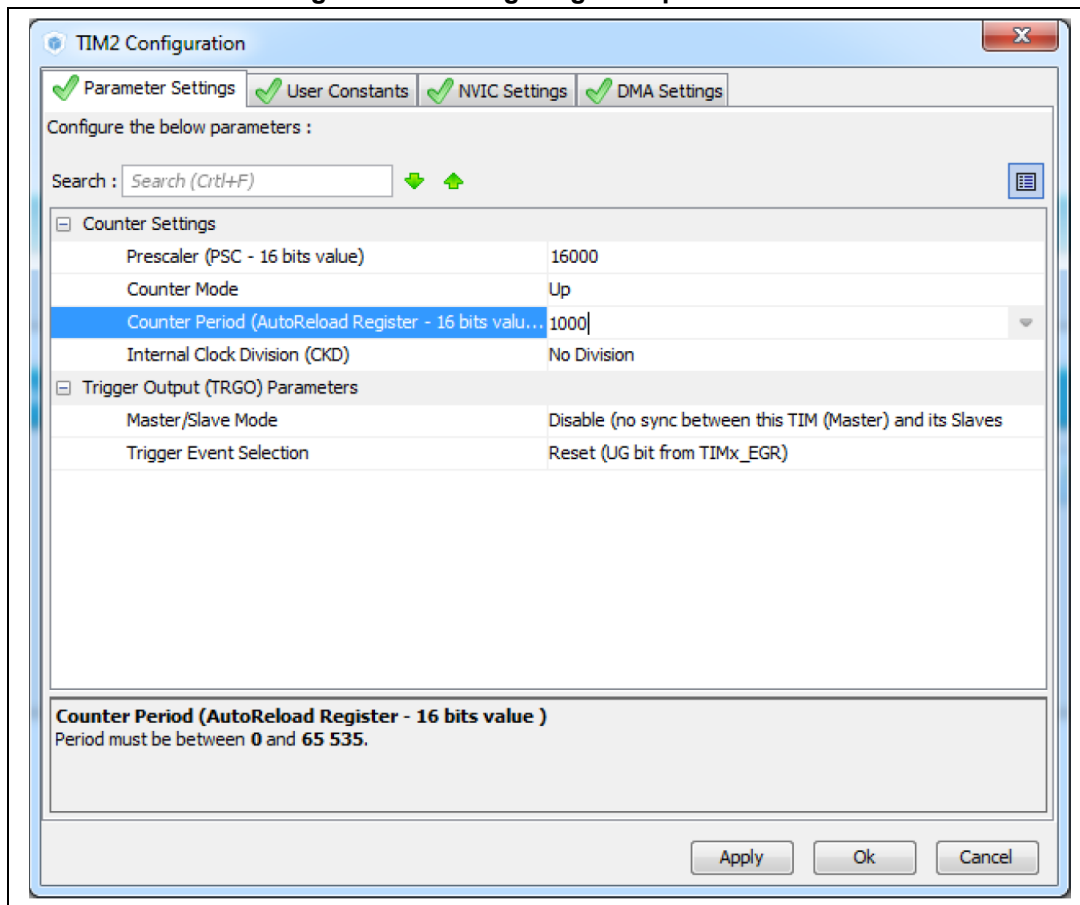 TIM2 Configuration
Parameter Settings User Constants NVIC Settings DMA Settings
Configure the below parameters :
Search : Search (Crtl+F)
Counter Settings
Prescaler (PSC - 16 bits value) 16000
Counter Mode Up
Counter Period (AutoReload Register - 16 bits valu... 1000
Internal Clock Division (CKD) No Division
Trigger Output (TRGO) Parameters
Master/Slave Mode Disable (no sync between this TIM (Master) and its Slaves
Trigger Event Selection Reset (UG bit from TIMx_EGR)
Counter Period (AutoReload Register - 16 bits value )
Period must be between 0 and 65 535.
Apply Ok Cancel